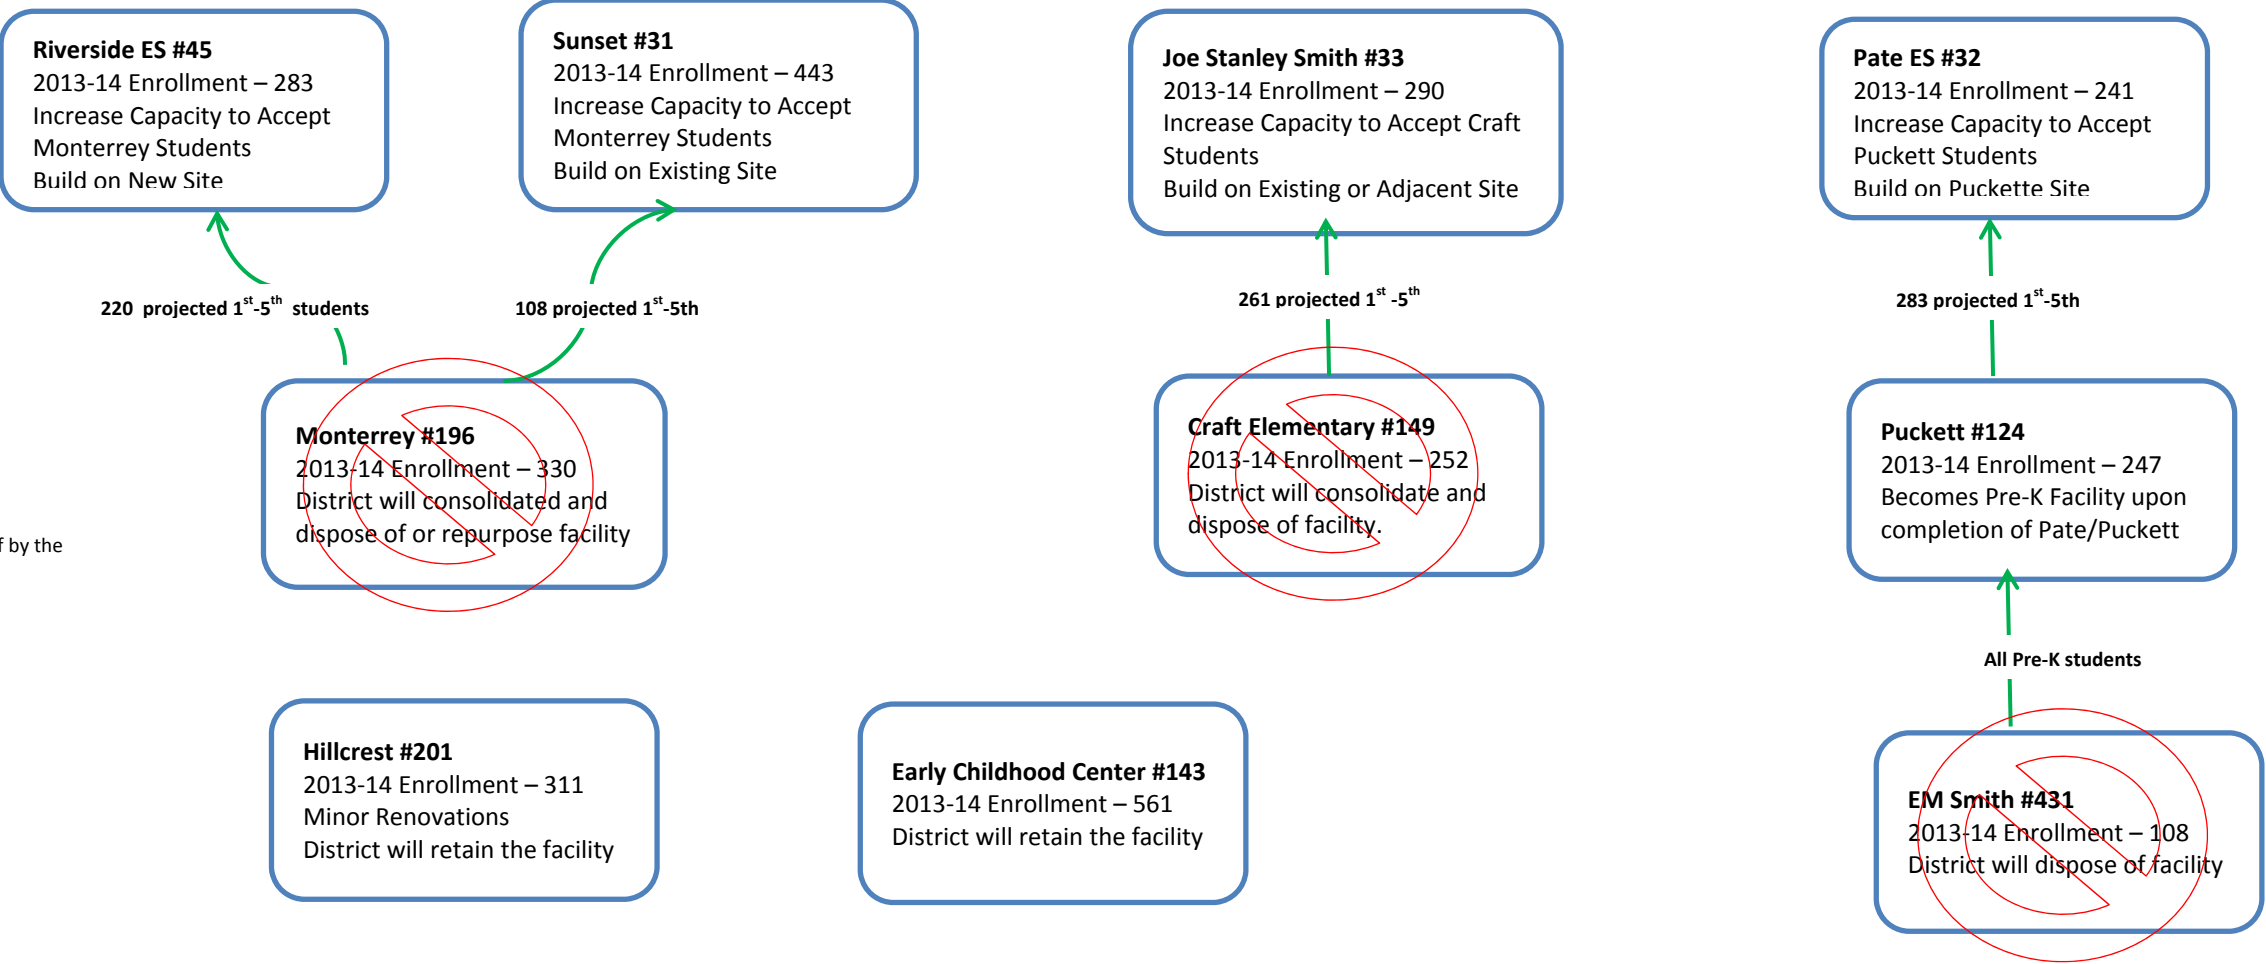 Riverside ES #45
2013-14 Enrollment – 283
Increase Capacity to Accept
Monterrey Students
Build on New Site
Sunset #31
2013-14 Enrollment – 443
Increase Capacity to Accept
Monterrey Students
Build on Existing Site
Joe Stanley Smith #33
2013-14 Enrollment – 290
Increase Capacity to Accept Craft
Students
Build on Existing or Adjacent Site
Pate ES #32
2013-14 Enrollment – 241
Increase Capacity to Accept
Puckett Students
Build on Puckette Site
220 projected 1st-5th students
108 projected 1st-5th
261 projected 1st -5th
283 projected 1st-5th
Monterrey #196
2013-14 Enrollment – 330
District will consolidated and
dispose of or repurpose facility
Craft Elementary #149
2013-14 Enrollment – 252
District will consolidate and
dispose of facility.
Puckett #124
2013-14 Enrollment – 247
Becomes Pre-K Facility upon
completion of Pate/Puckett
by the
All Pre-K students
Hillcrest #201
2013-14 Enrollment – 311
Minor Renovations
District will retain the facility
Early Childhood Center #143
2013-14 Enrollment – 561
District will retain the facility
EM Smith #431
2013-14 Enrollment – 108
District will dispose of facility